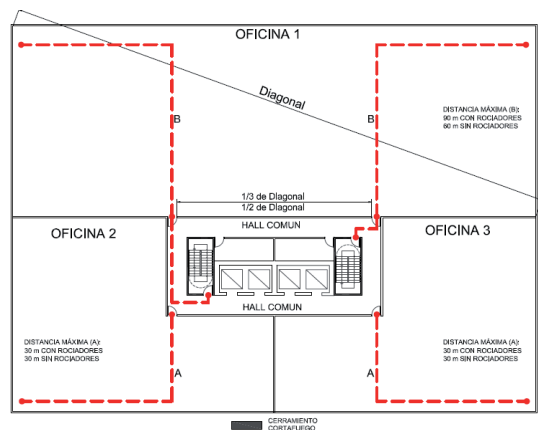 OFICINA 1
Diagonal
B
B
DISTANCIA MÁXIMA (B):
90 m CON ROCIADORES
60 m SIN ROCIADORES
1/3 de DIagonal
1/2 de Diagonal
HALL COMUN
OFICINA 2
OFICINA 3
HALL COMUN
DISTANCIA MÁXIMA (A):
30 m CON ROCIADORES
30 m SIN ROCIADORES
A
A
DISTANCIA MÁXIMA (A):
30 m CON ROCIADORES
30 m SIN ROCIADORES
CERRAMIENTO
CORTAFUEGO